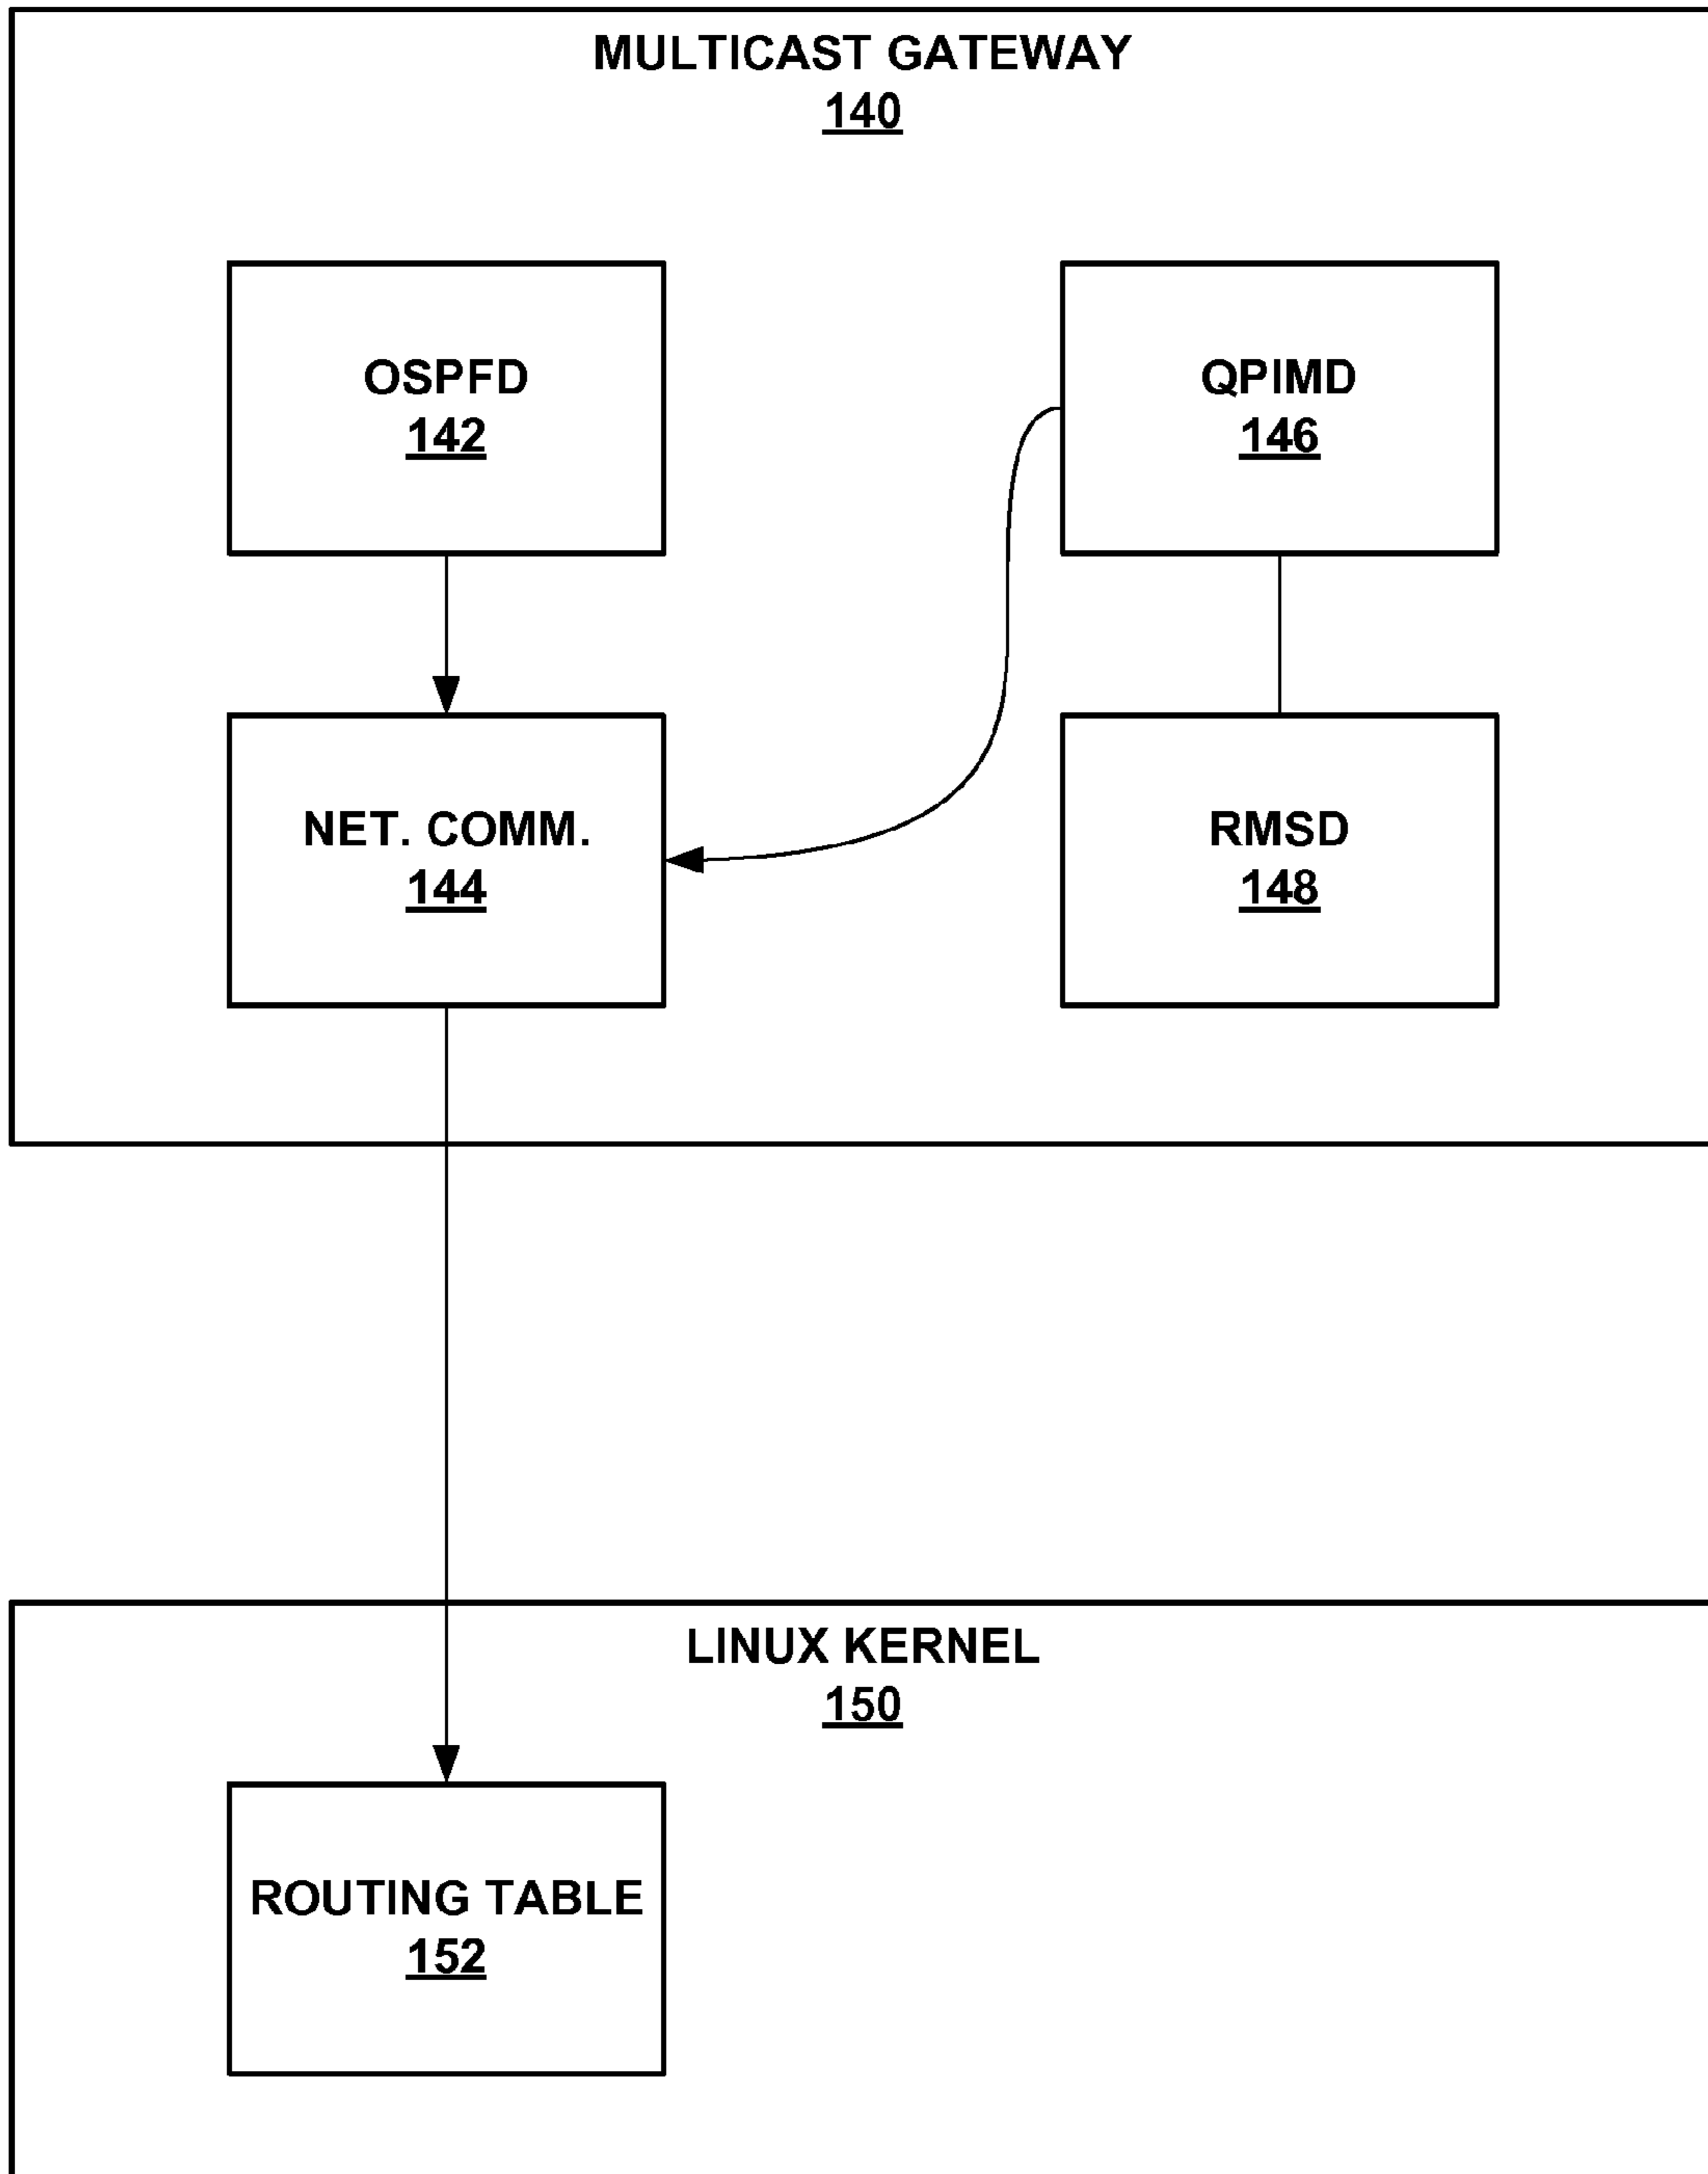 MULTICAST GATEWAY
140
OSPFD
142
QPIMD
146
NET. COMM.
144
RMSD
148
LINUX KERNEL
150
ROUTING TABLE
152